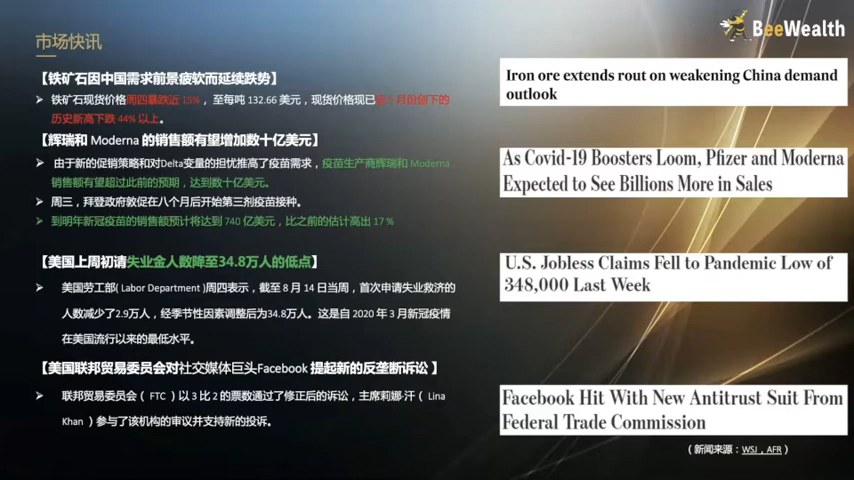 市场快讯
BeeWealth
【铁矿石因中国需求前景疲软而延续跌势】
铁矿石现货价格周四暴跌近 15%，至每吨 132.66 美元，现货价格现已
历史新高下跌 44% 以上。
【辉瑞和 Moderna 的销售额有望增加数十亿美元】
由于新的促销策略和对Delta变量的担忧推高了疫苗需求，疫苗生产商辉瑞和 Moderna
销售额有望超过此前的预期，达到数十亿美元。
周三，拜登政府敦促在八个月后开始第三剂疫苗接种。
到明年新冠疫苗的销售额预计将达到 740 亿美元，比之前的估计高出 17 %
【美国上周初请失业金人数降至34.8万人的低点】
美国劳工部( Labor Department )周四表示，截至 8 月 14 日当周，首次申请失业救济的
人数减少了2.9万人，经季节性因素调整后为34.8万人。这是自 2020 年 3 月新冠疫情
在美国流行以来的最低水平。
【美国联邦贸易委员会对社交媒体巨头Facebook 提起新的反垄断诉讼 】
联邦贸易委员会（ FTC ）以 3 比 2 的票数通过了修正后的诉讼，主席莉娜·汗（ Lina
Khan ）参与了该机构的审议并支持新的投诉。
Iron ore extends rout on weakening China demand
outlook
As Covid-19 Boosters Loom, Pfizer and Moderna
Expected to See Billions More in Sales
U.S. Jobless Claims Fell to Pandemic Low of
348,000 Last Week
Facebook Hit With New Antitrust Suit From
Federal Trade Commission
（ 新闻来源：WSJ，AFR ）